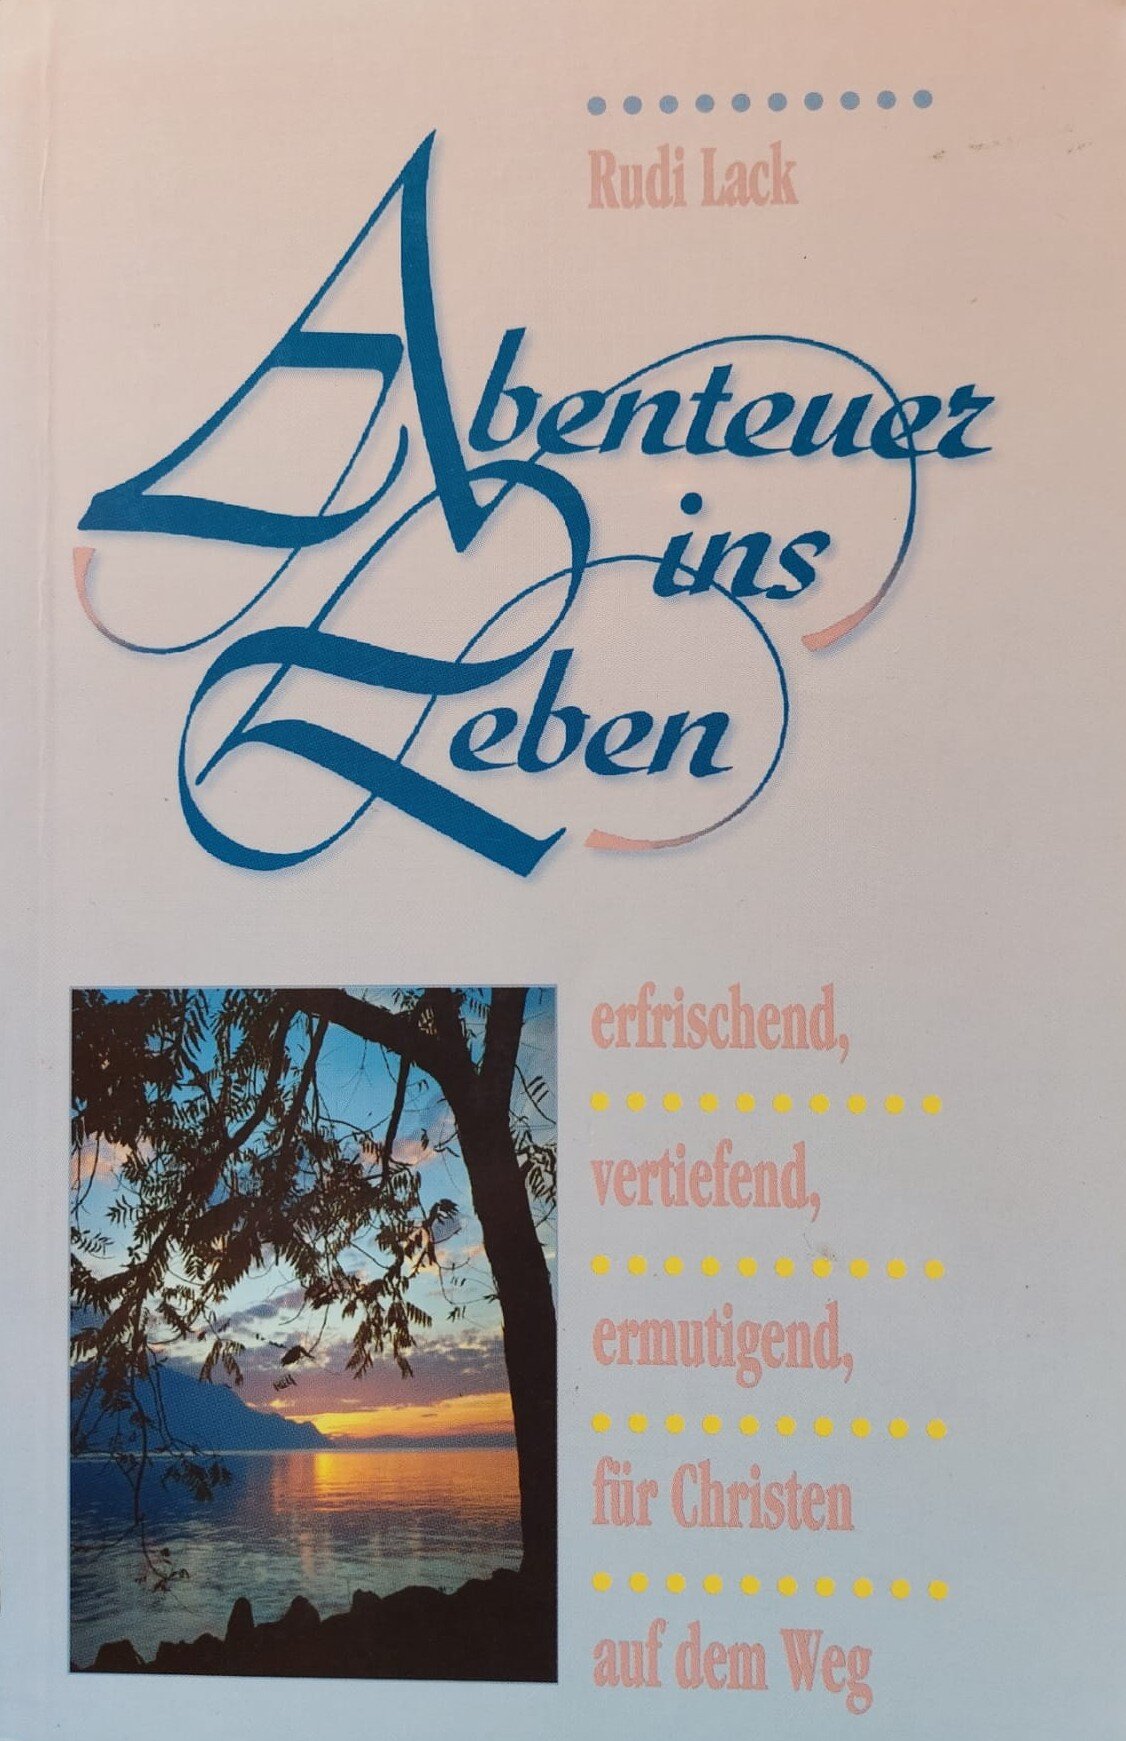 Rudi Lack
Abenteuer
ins
Leben
erfrischend,
vertiefend,
ermutigend,
für Christen
auf dem Weg